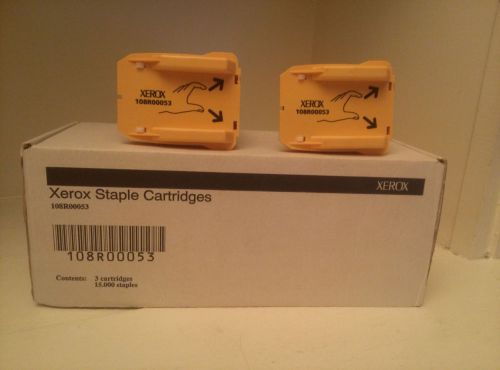 XEROX
108R00053
XEROX
108R00053
XEROX
Xerox Staple Cartridges
108R00053
108R00053
Contents: 3 cartridges
15.000 staples